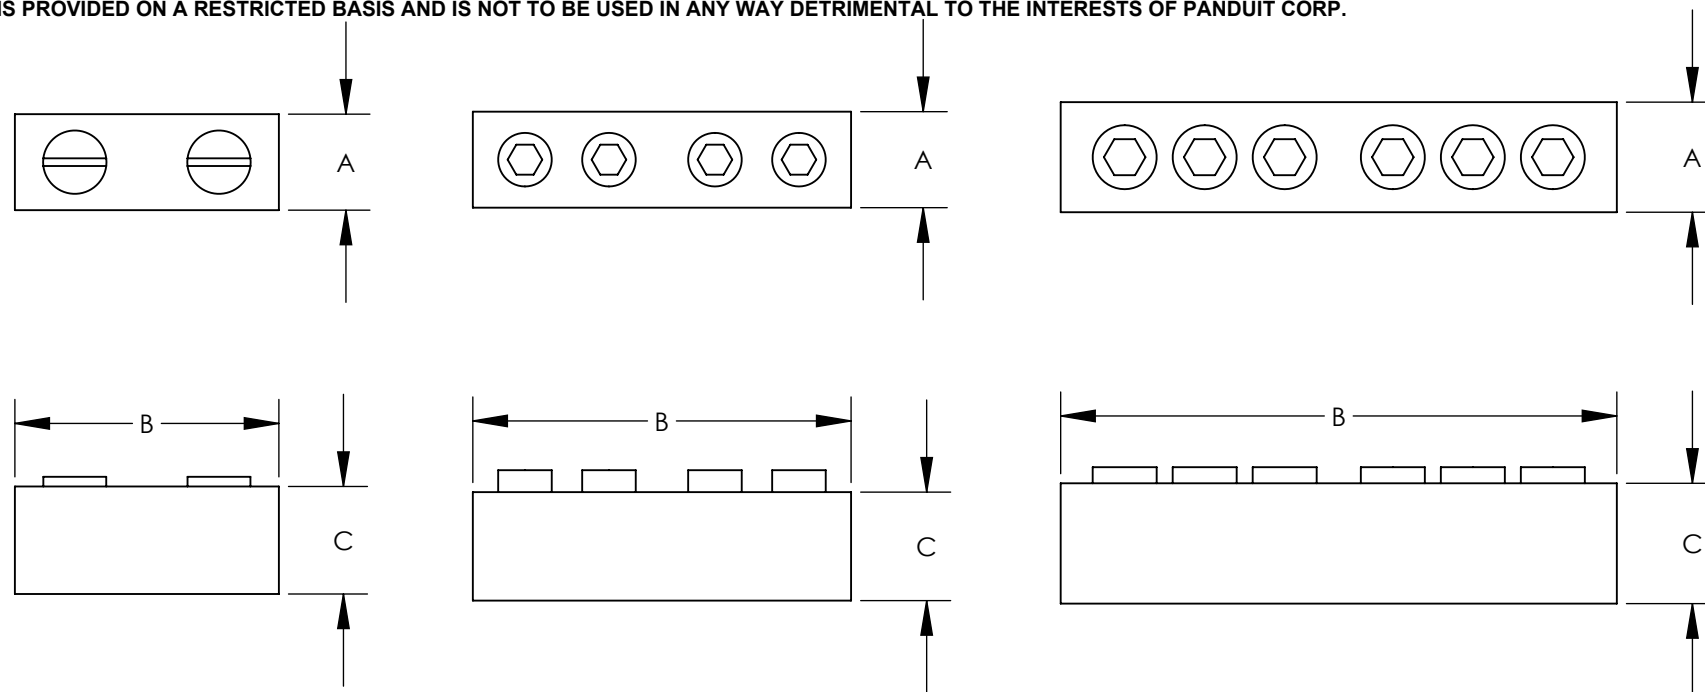 IS PROVIDED ON A RESTRICTED BASIS AND IS NOT TO BE USED IN ANY WAY DETRIMENTAL TO THE INTERESTS OF PANDUIT CORP.
A
A
A
B
B
B
C
C
C